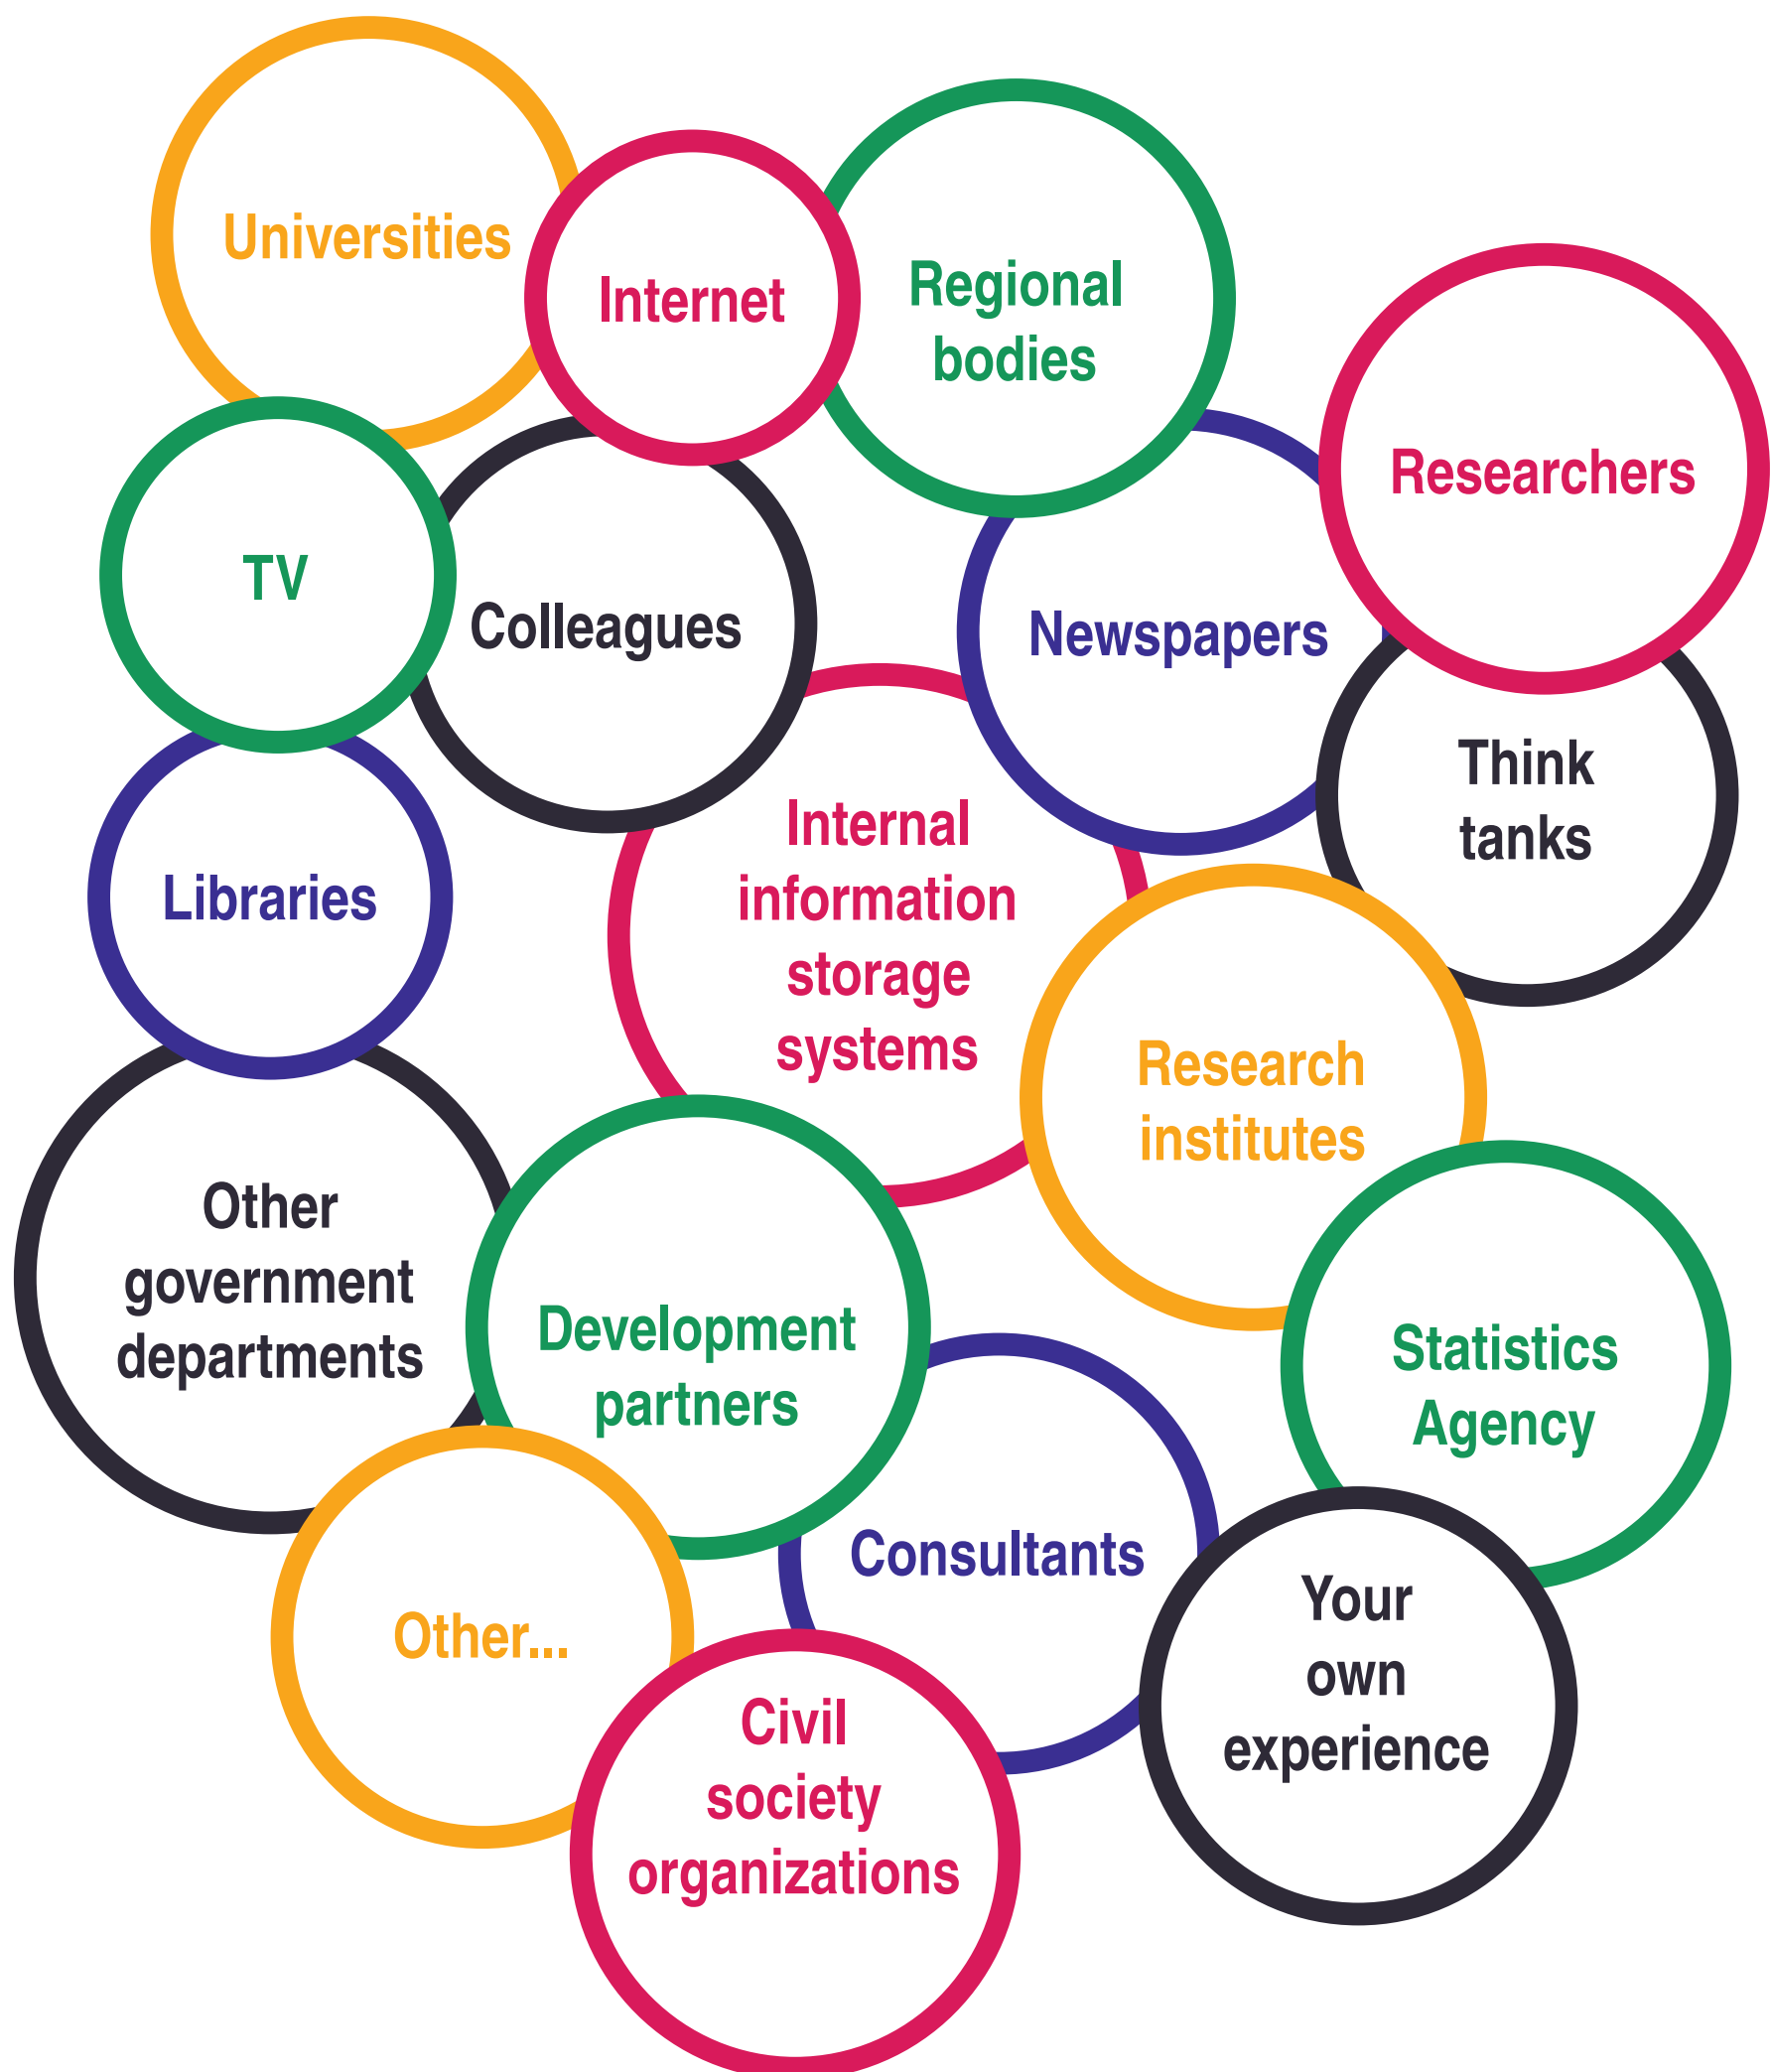 Universities
Internet
Regional
bodies
Researchers
TV
Colleagues
Newspapers
Think
tanks
Libraries
Internal
information
storage
systems
Research
institutes
Other
government
departments
Development
partners
Statistics
Agency
Consultants
Other...
Your
own
experience
Civil
society
organizations